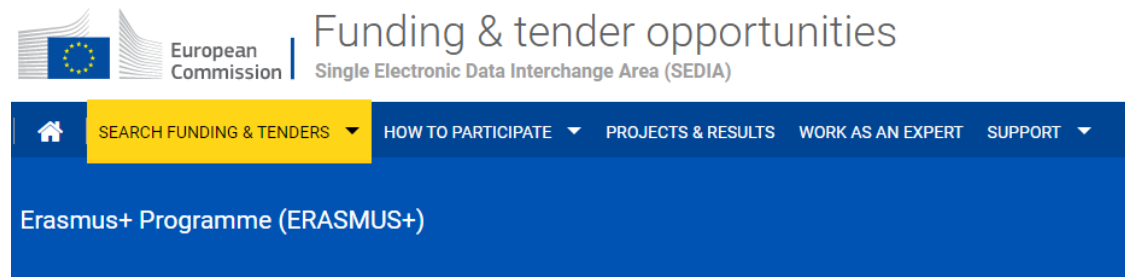 European
Commission
Funding & tender opportunities
Single Electronic Data Interchange Area (SEDIA)
SEARCH FUNDING & TENDERS HOW TO PARTICIPATE PROJECTS & RESULTS WORK AS AN EXPERT SUPPORT
Erasmus+ Programme (ERASMUS+)